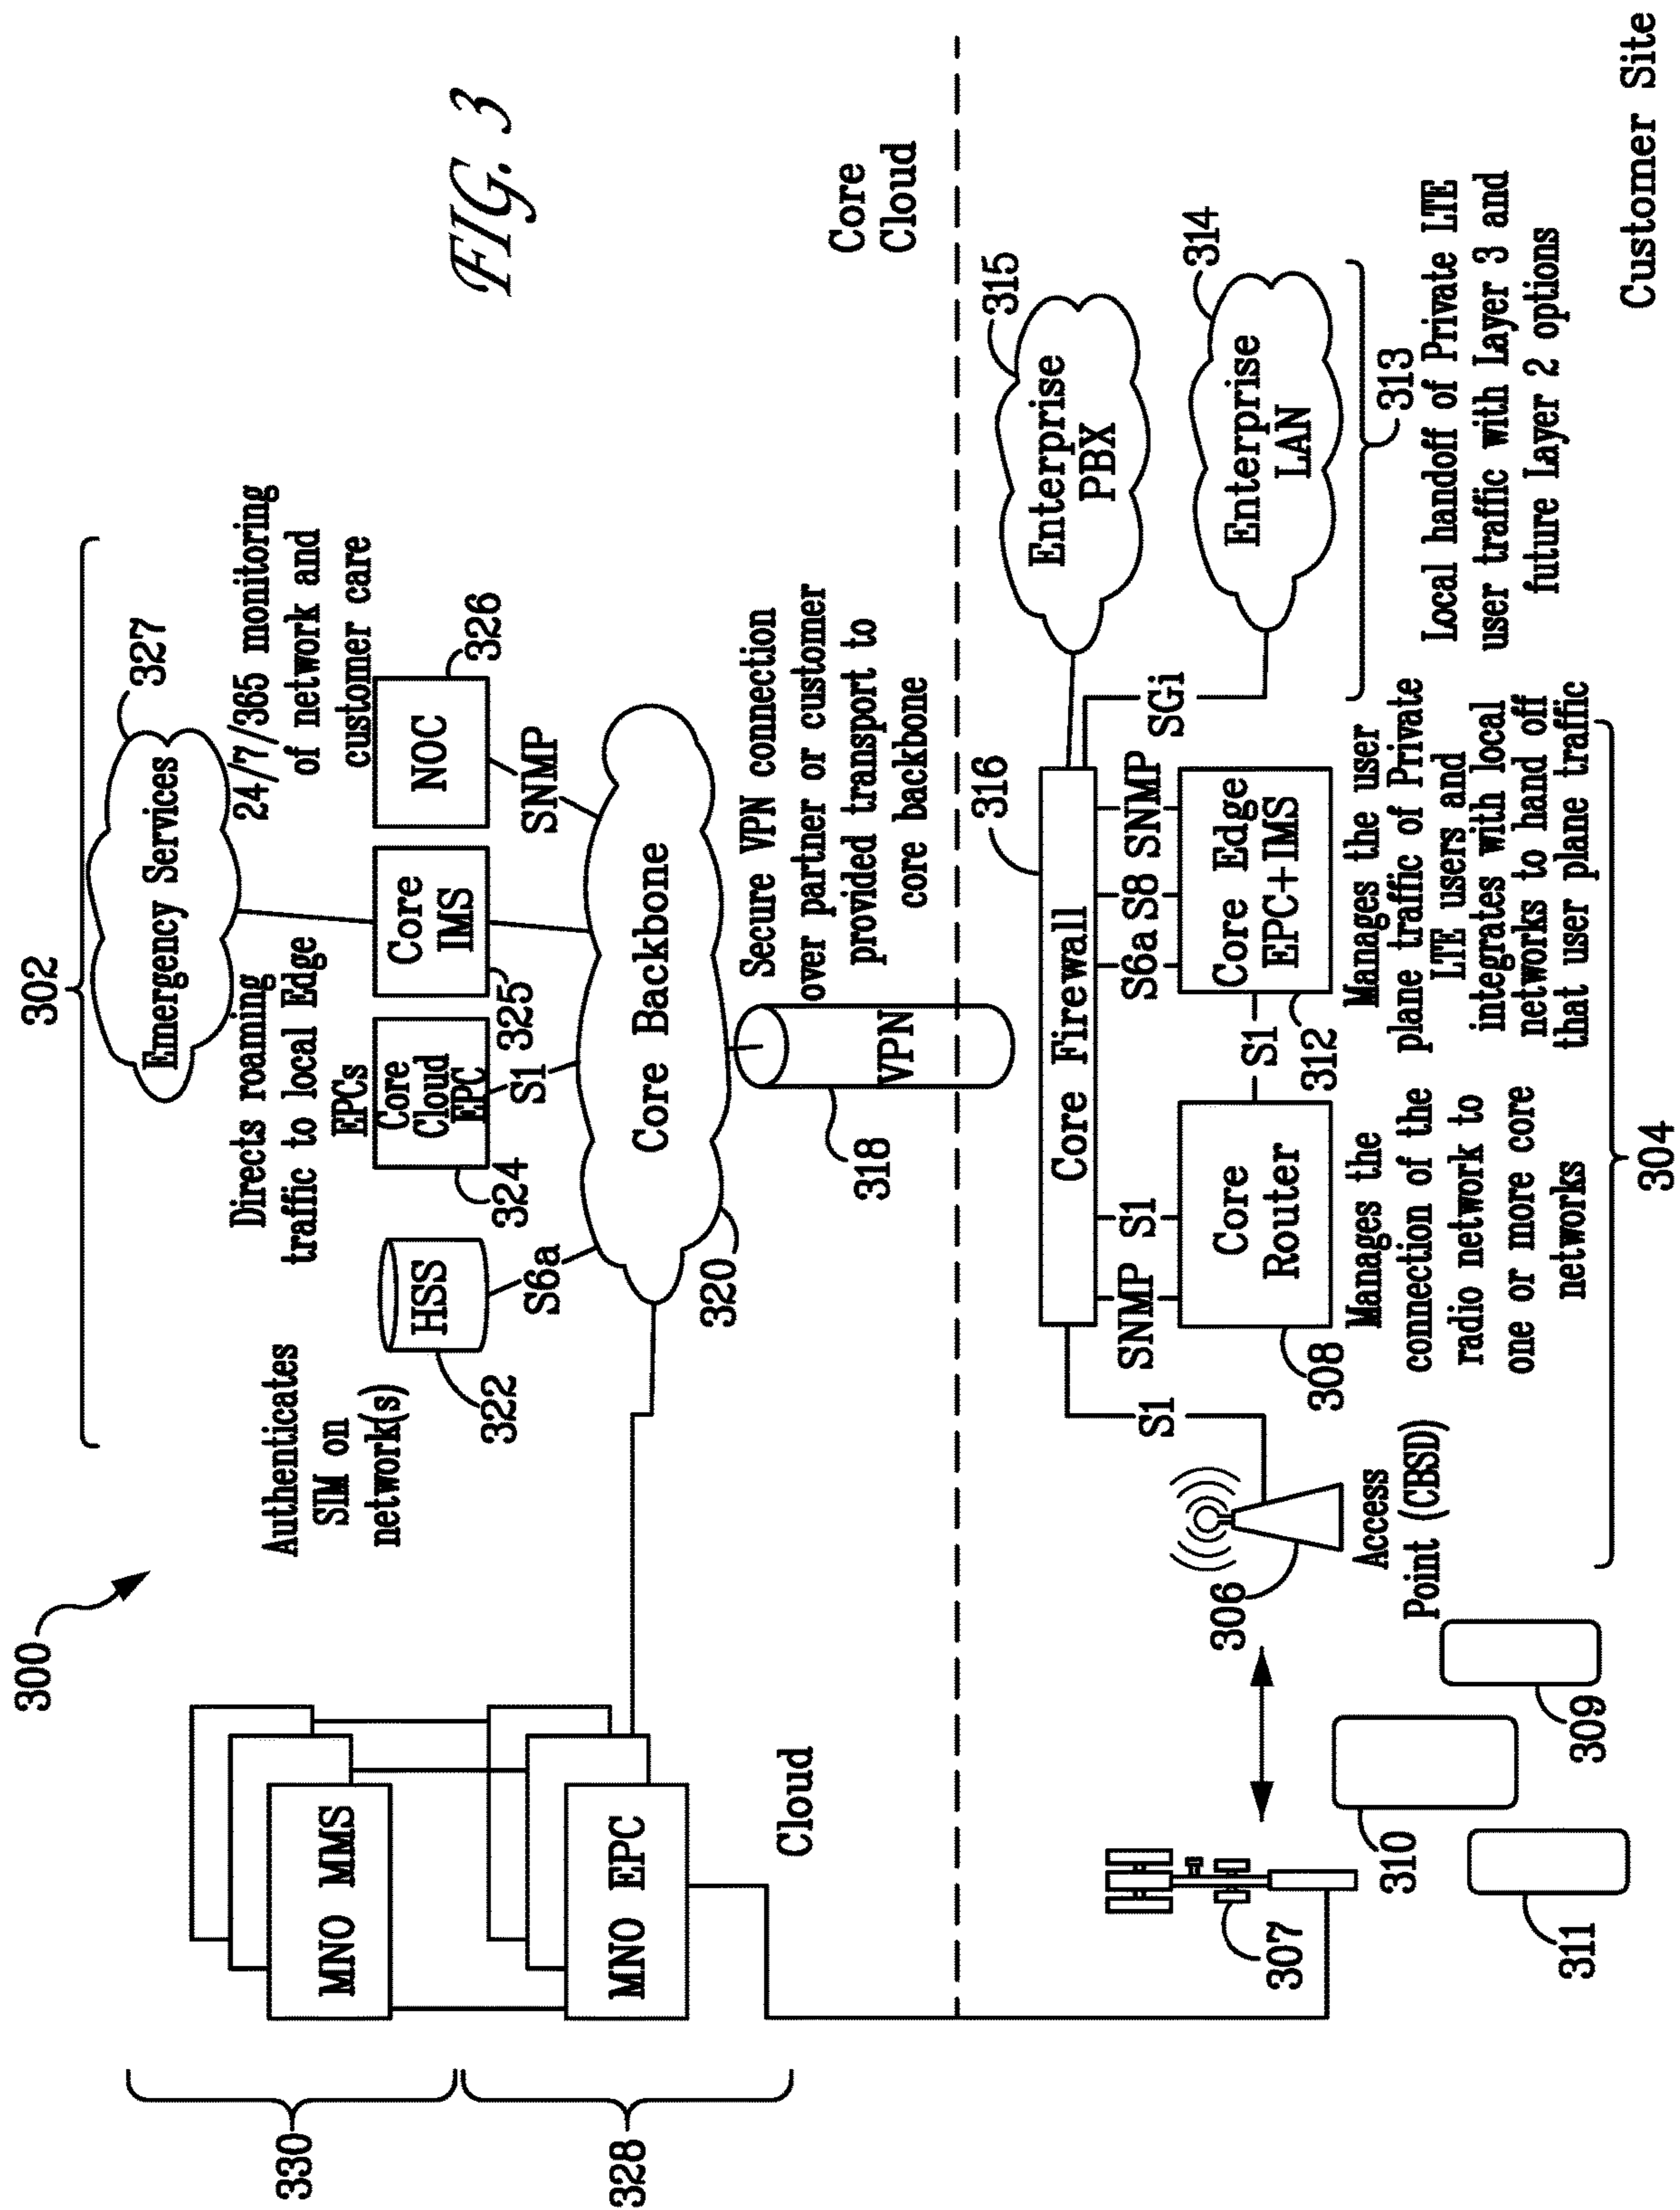 FIG. 3
300
302
Emergency Services
327
Authenticates
SIM on
network(s)
Directs roaming
traffic to local Edge
EPCs
24/7/365 monitoring
of network and
customer care
HSS
322
Core
Cloud
EPC
324
Core
IMS
325
NOC
326
S6a
S1
SNMP
Core Backbone
320
MNO MMS
330
MNO EPC
328
Cloud
Secure VPN connection
over partner or customer
provided transport to
core backbone
VPN
318
Core
Cloud
Core Firewall
316
Enterprise
PBX
315
Enterprise
LAN
314
S1
SNMP
S1
S6a
S8
SNMP
SGi
Core
Router
308
S1
Core Edge
EPC+IMS
312
313
306
307
Access
Point (CBSD)
309
310
311
Manages the
connection of the
radio network to
one or more core
networks
Manages the user
plane traffic of Private
LTE users and
integrates with local
networks to hand off
that user plane traffic
Local handoff of Private LTE
user traffic with Layer 3 and
future Layer 2 options
304
Customer Site